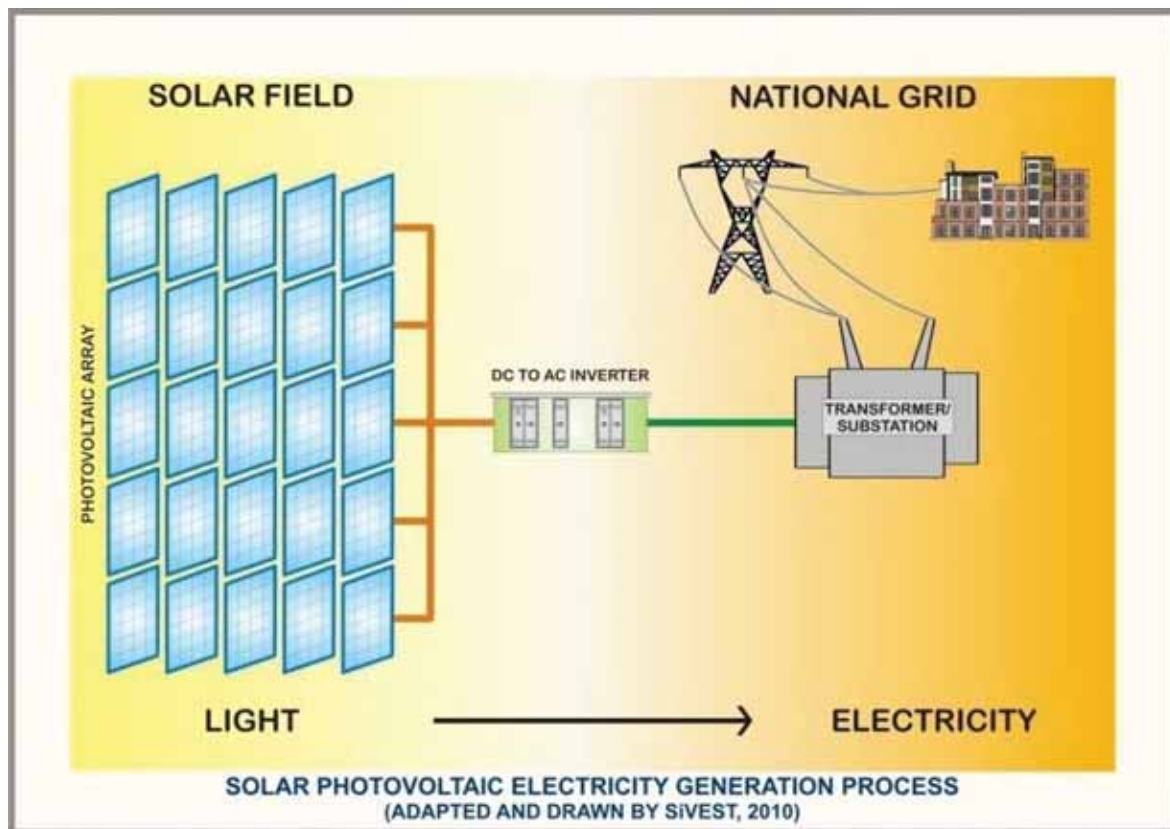 SOLAR FIELD
NATIONAL GRID
PHOTOVOLTAIC ARRAY
DC TO AC INVERTER
TRANSFORMER/
SUBSTATION
LIGHT
ELECTRICITY
SOLAR PHOTOVOLTAIC ELECTRICITY GENERATION PROCESS
(ADAPTED AND DRAWN BY SiVEST, 2010)